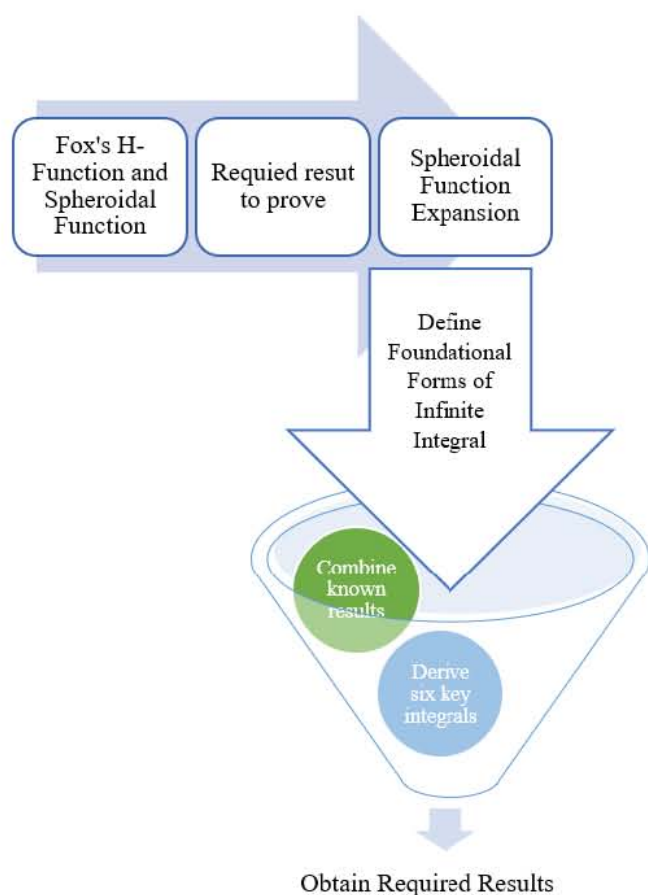 Fox's H-
Function and
Spheroidal
Function
Requied resut
to prove
Spheroidal
Function
Expansion
Define
Foundational
Forms of
Infinite
Integral
Combine
known
results
Derive
six key
integrals
Obtain Required Results